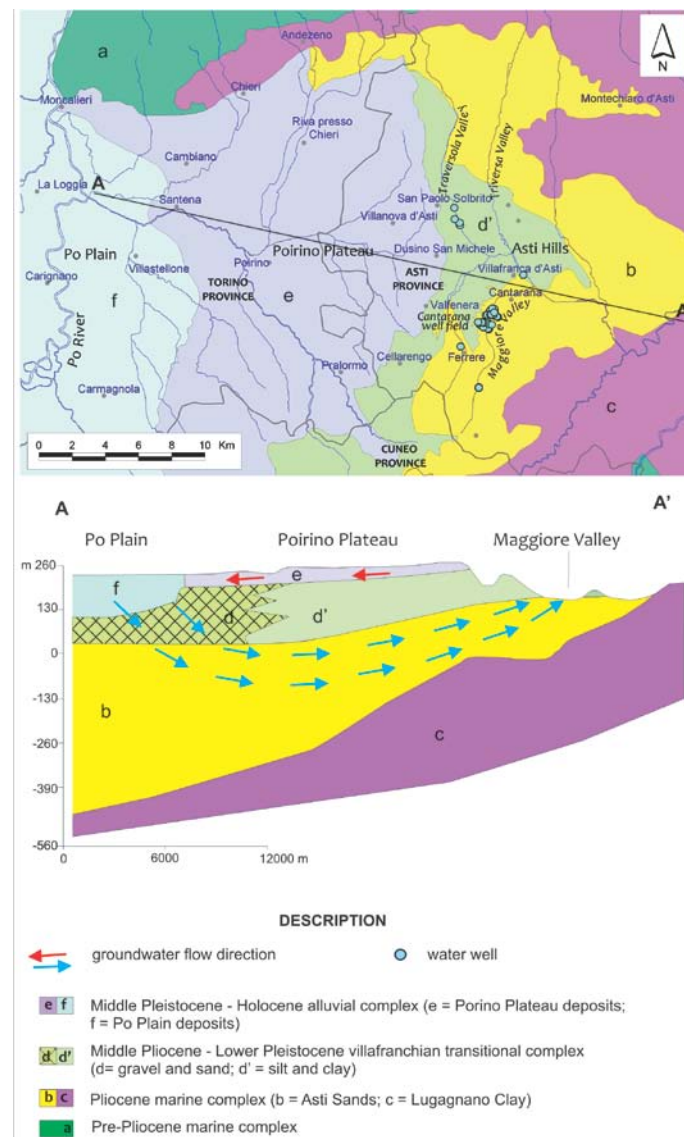 a
Andezeno
N
Chieri
Moncalieri
Riva presso
Chieri
Montechiaro d'Asti
Traversola Valley
Triversa Valley
Cambiano
La Loggia
A
Santena
San Paolo Solbrito
Villanova d'Asti
d'
Asti Hills
Po Plain
Poirino Plateau
Dusino San Michele
b
Villastellone
Poirino
ASTI
PROVINCE
Villafranca d'Asti
Carignano
TORINO
PROVINCE
e
Cantarana
f
Valfenera
A'
Cantarana
well field
Maggiore Valley
Po River
Ferrere
Cellarengo
Pralormo
Carmagnola
c
CUNEO
PROVINCE
0 2 4 6 8 10 Km
A A'
Po Plain Poirino Plateau Maggiore Valley
m 260
130
0
-130
-260
-390
-560
f
e
d
d'
b
c
0 6000 12000 m
DESCRIPTION
groundwater flow direction water well
e f Middle Pleistocene - Holocene alluvial complex (e = Porino Plateau deposits;
f = Po Plain deposits)
d d' Middle Pliocene - Lower Pleistocene villafranchian transitional complex
(d= gravel and sand; d' = silt and clay)
b c Pliocene marine complex (b = Asti Sands; c = Lugagnano Clay)
a Pre-Pliocene marine complex